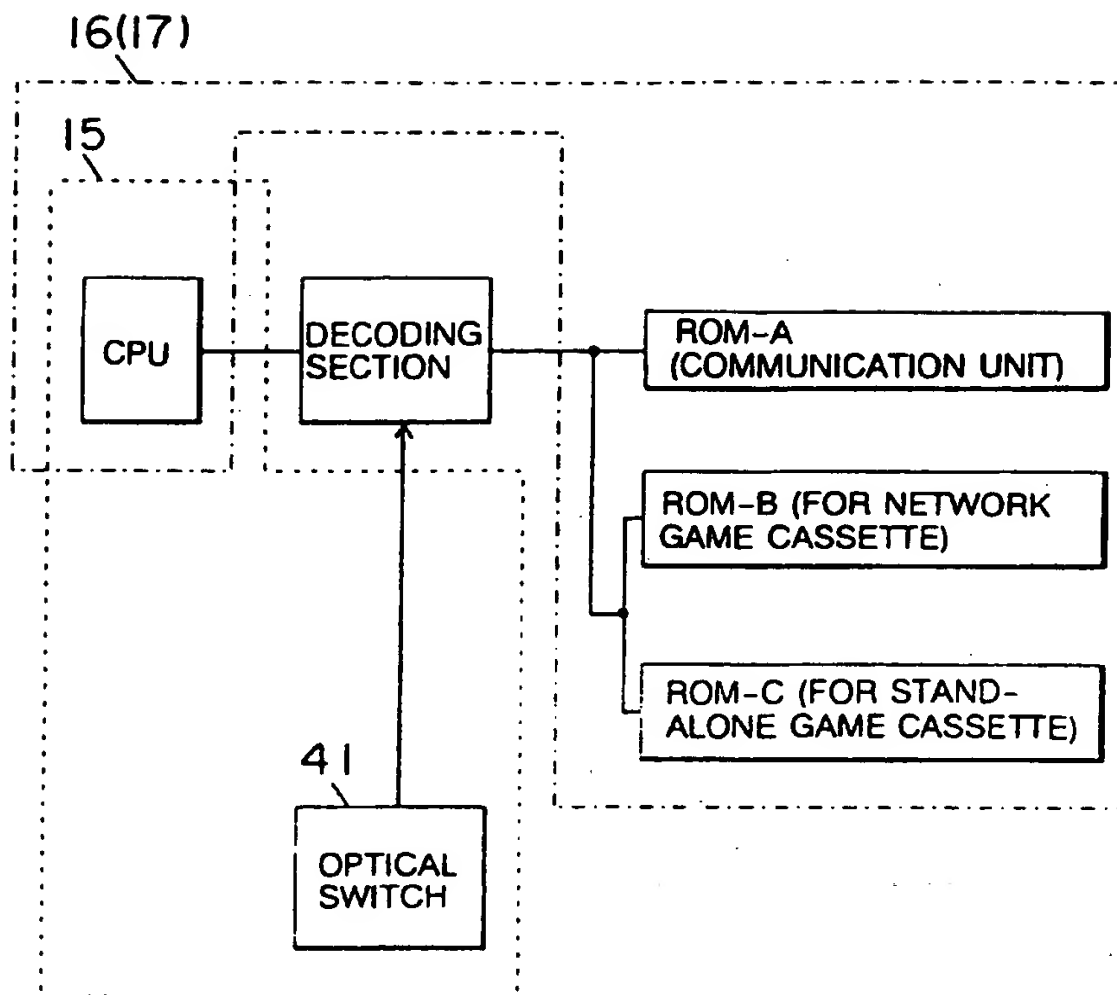 16(17)
15
CPU
DECODING
SECTION
ROM-A
(COMMUNICATION UNIT)
ROM-B (FOR NETWORK
GAME CASSETTE)
ROM-C (FOR STAND-
ALONE GAME CASSETTE)
41
OPTICAL
SWITCH